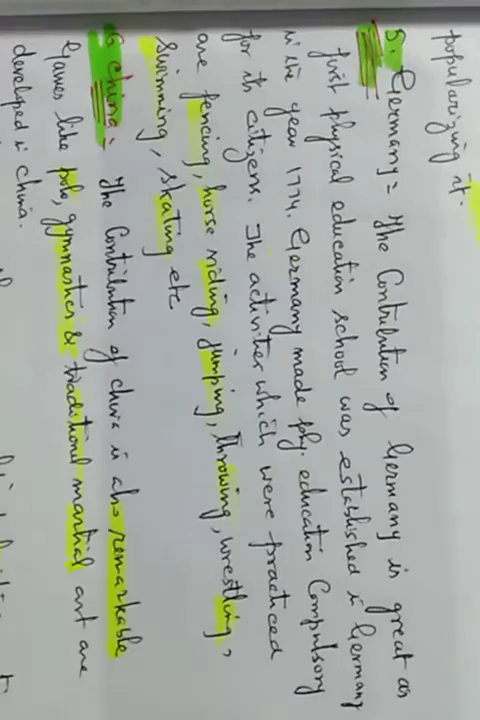 popularizing it.
5. Germany = The Contribution of Germany is great as
first physical education school was established in Germany
in the year 1774. Germany made phy. education Compulsory
for its citizens. The activities which were practiced
are fencing, horse riding, jumping, throwing, wrestling,
swimming, skating etc
6 China = The Contribution of china is also remarkable
Games like polo, gymnastics & traditional martial art are
developed in china.